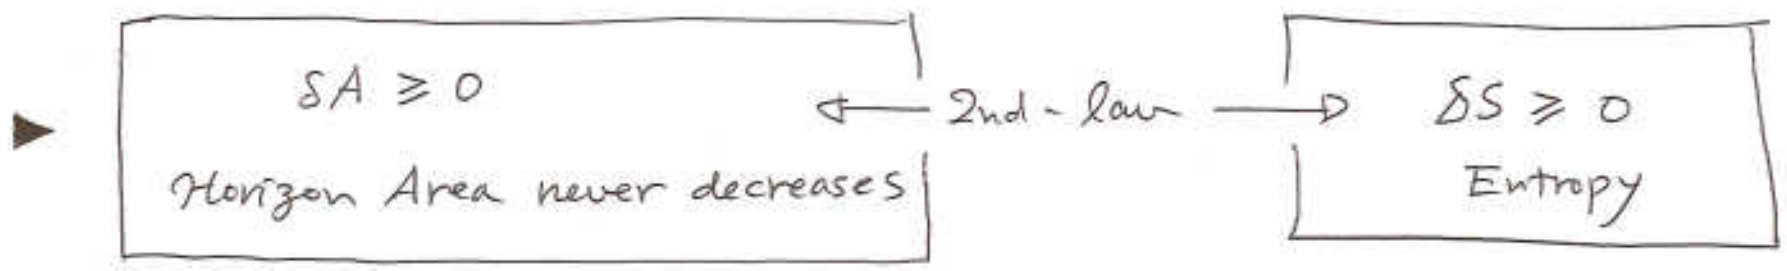 δA ≥ 0 ← 2nd-law → δS ≥ 0
Horizon Area never decreases Entropy